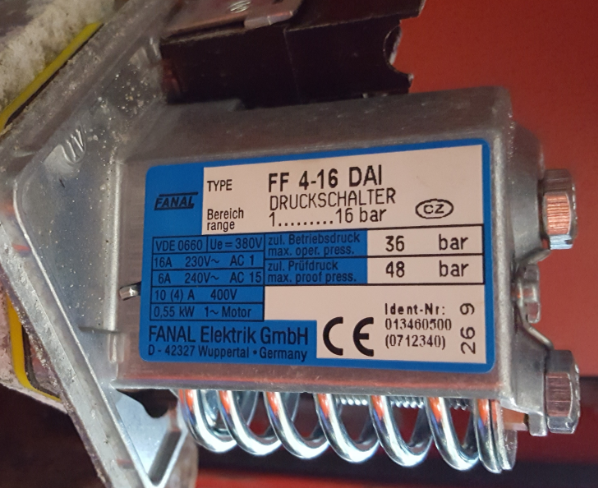 FANAL
TYPE FF 4-16 DAI
DRUCKSCHALTER
Bereich
range 1.........16 bar
CZ
VDE 0660 Ue = 380V
16A 230V~ AC 1
6A 240V~ AC 15
10 (4) A 400V
0,55 kW 1~ Motor
zul. Betriebsdruck
max. oper. press. 36 bar
zul. Prüfdruck
max. proof press. 48 bar
FANAL Elektrik GmbH
D - 42327 Wuppertal • Germany
CE
Ident-Nr:
013460500
(0712340)
26 9